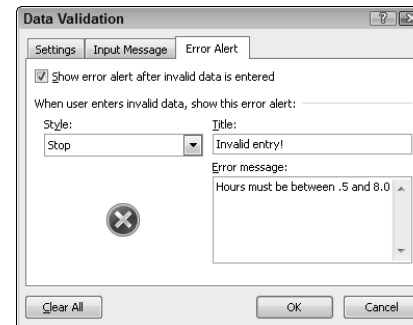 Data Validation
Settings Input Message Error Alert
Show error alert after invalid data is entered
When user enters invalid data, show this error alert:
Style: Title:
Stop Invalid entry!
Error message:
Hours must be between .5 and 8.0
Clear All OK Cancel